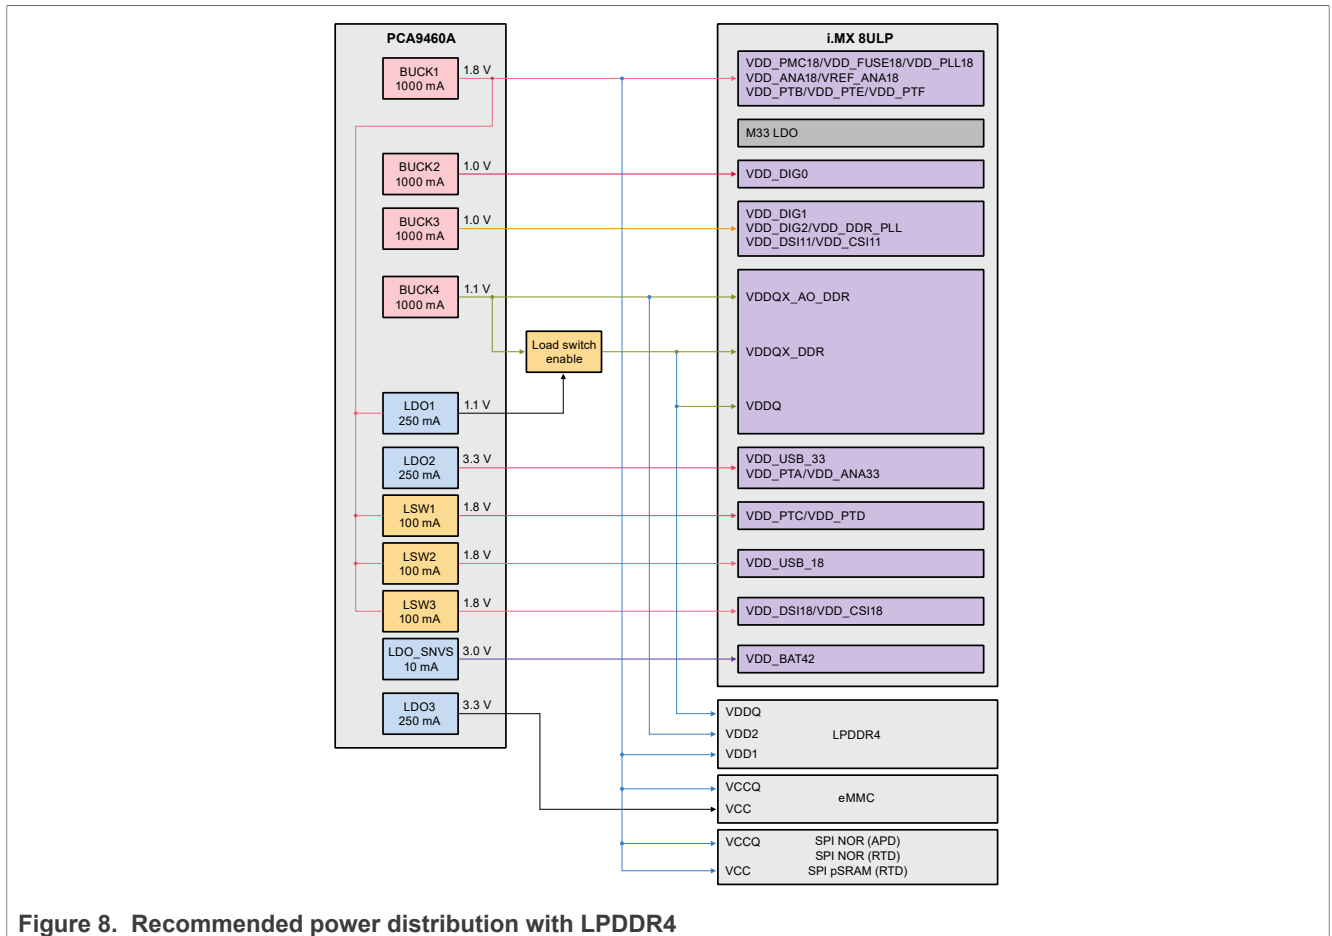 PCA9460A
BUCK1
1000 mA
1.8 V
BUCK2
1000 mA
1.0 V
BUCK3
1000 mA
1.0 V
BUCK4
1000 mA
1.1 V
Load switch
enable
LDO1
250 mA
1.1 V
LDO2
250 mA
3.3 V
LSW1
100 mA
1.8 V
LSW2
100 mA
1.8 V
LSW3
100 mA
1.8 V
LDO_SNVS
10 mA
3.0 V
LDO3
250 mA
3.3 V
i.MX 8ULP
VDD_PMC18/VDD_FUSE18/VDD_PLL18
VDD_ANA18/VREF_ANA18
VDD_PTB/VDD_PTE/VDD_PTF
M33 LDO
VDD_DIG0
VDD_DIG1
VDD_DIG2/VDD_DDR_PLL
VDD_DSI11/VDD_CSI11
VDDQX_AO_DDR
VDDQX_DDR
VDDQ
VDD_USB_33
VDD_PTA/VDD_ANA33
VDD_PTC/VDD_PTD
VDD_USB_18
VDD_DSI18/VDD_CSI18
VDD_BAT42
VDDQ
VDD2
VDD1
LPDDR4
VCCQ
VCC
eMMC
VCCQ
VCC
SPI NOR (APD)
SPI NOR (RTD)
SPI pSRAM (RTD)
Figure 8. Recommended power distribution with LPDDR4